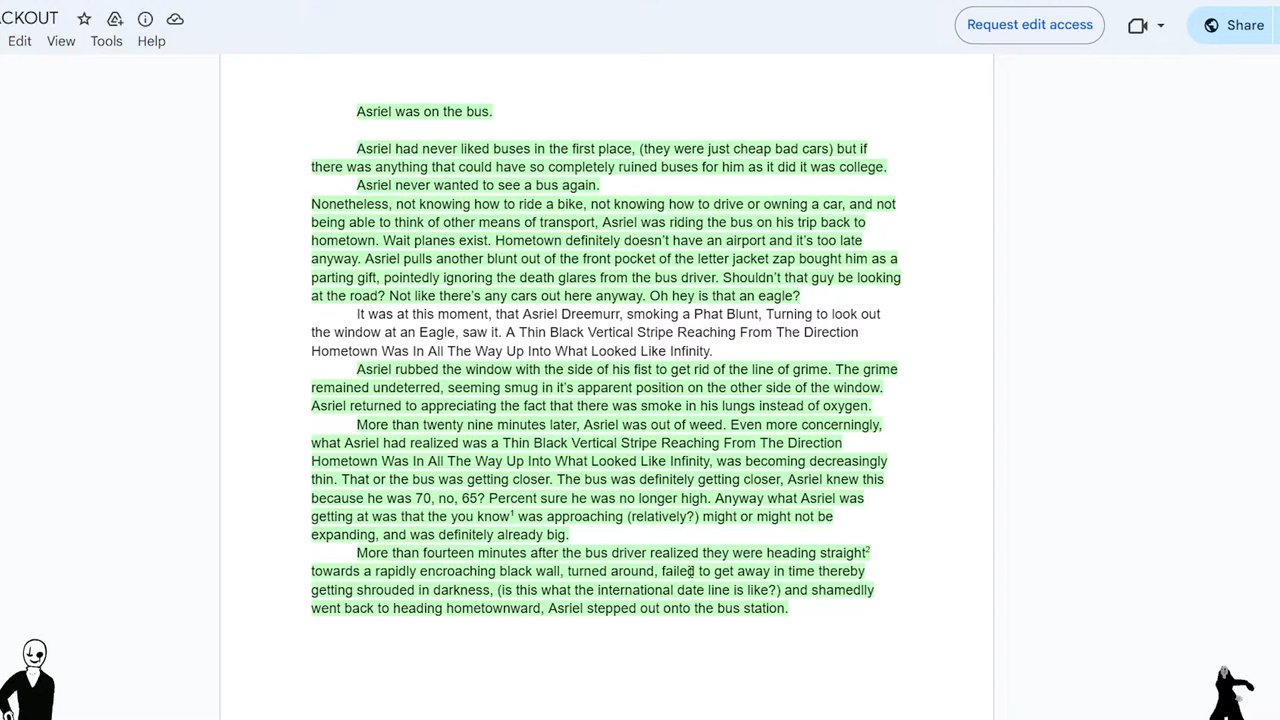 CKOUT
Edit View Tools Help
Request edit access
Share
Asriel was on the bus.
Asriel had never liked buses in the first place, (they were just cheap bad cars) but if
there was anything that could have so completely ruined buses for him as it did it was college.
Asriel never wanted to see a bus again.
Nonetheless, not knowing how to ride a bike, not knowing how to drive or owning a car, and not
being able to think of other means of transport, Asriel was riding the bus on his trip back to
hometown. Wait planes exist. Hometown definitely doesn't have an airport and it's too late
anyway. Asriel pulls another blunt out of the front pocket of the letter jacket zap bought him as a
parting gift, pointedly ignoring the death glares from the bus driver. Shouldn't that guy be looking
at the road? Not like there's any cars out here anyway. Oh hey is that an eagle?
It was at this moment, that Asriel Dreemurr, smoking a Phat Blunt, Turning to look out
the window at an Eagle, saw it. A Thin Black Vertical Stripe Reaching From The Direction
Hometown Was In All The Way Up Into What Looked Like Infinity.
Asriel rubbed the window with the side of his fist to get rid of the line of grime. The grime
remained undeterred, seeming smug in it's apparent position on the other side of the window.
Asriel returned to appreciating the fact that there was smoke in his lungs instead of oxygen.
More than twenty nine minutes later, Asriel was out of weed. Even more concerningly,
what Asriel had realized was a Thin Black Vertical Stripe Reaching From The Direction
Hometown Was In All The Way Up Into What Looked Like Infinity, was becoming decreasingly
thin. That or the bus was getting closer. The bus was definitely getting closer, Asriel knew this
because he was 70, no, 65? Percent sure he was no longer high. Anyway what Asriel was
getting at was that the you know¹ was approaching (relatively?) might or might not be
expanding, and was definitely already big.
More than fourteen minutes after the bus driver realized they were heading straight²
towards a rapidly encroaching black wall, turned around, failed to get away in time thereby
getting shrouded in darkness, (is this what the international date line is like?) and shamedlly
went back to heading hometownward, Asriel stepped out onto the bus station.